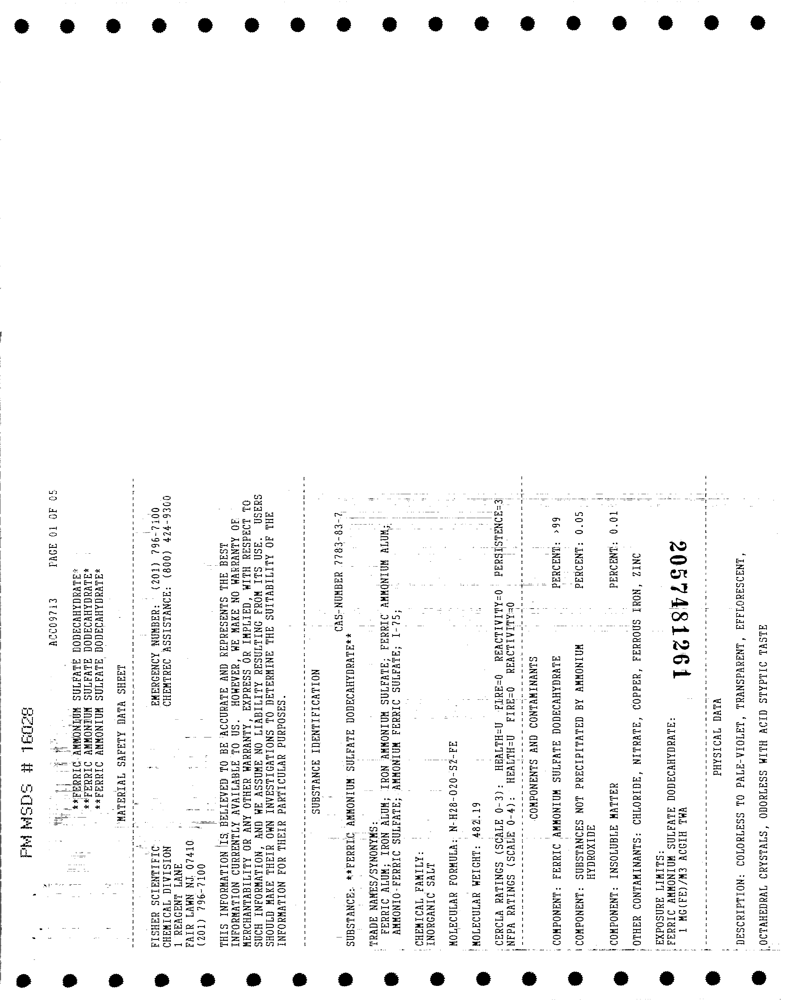 PM MSDS # 16028
ACC09713 PAGE 01 OF 05
**FERRIC AMMONIUM SULFATE DODECAHYDRATE*
**FERRIC AMMONIUM SULFATE DODECAHYDRATE*
**FERRIC AMMONIUM SULFATE DODECAHYDRATE*
MATERIAL SAFETY DATA SHEET
FISHER SCIENTIFIC EMERGENCY NUMBER: (201) 796-7100
CHEMICAL DIVISION CHEMTREC ASSISTANCE: (800) 424-9300
1 REAGENT LANE
FAIR LAWN NJ 07410
(201) 796-7100
THIS INFORMATION IS BELIEVED TO BE ACCURATE AND REPRESENTS THE BEST
INFORMATION CURRENTLY AVAILABLE TO US. HOWEVER, WE MAKE NO WARRANTY OF
MERCHANTABILITY OR ANY OTHER WARRANTY, EXPRESS OR IMPLIED, WITH RESPECT TO
SUCH INFORMATION, AND WE ASSUME NO LIABILITY RESULTING FROM ITS USE. USERS
SHOULD MAKE THEIR OWN INVESTIGATIONS TO DETERMINE THE SUITABILITY OF THE
INFORMATION FOR THEIR PARTICULAR PURPOSES.
SUBSTANCE IDENTIFICATION
CAS-NUMBER 7783-83-7
SUBSTANCE: **FERRIC AMMONIUM SULFATE DODECAHYDRATE**
TRADE NAMES/SYNONYMS:
FERRIC ALUM; IRON ALUM; IRON AMMONIUM SULFATE; FERRIC AMMONIUM ALUM;
AMMONIO-FERRIC SULFATE; AMMONIUM FERRIC SULFATE; I-75;
CHEMICAL FAMILY:
INORGANIC SALT
MOLECULAR FORMULA: N-H28-O20-S2-FE
MOLECULAR WEIGHT: 482.19
CERCLA RATINGS (SCALE 0-3): HEALTH=U FIRE=0 REACTIVITY=0 PERSISTENCE=3
NFPA RATINGS (SCALE 0-4): HEALTH=U FIRE=0 REACTIVITY=0
COMPONENTS AND CONTAMINANTS
COMPONENT: FERRIC AMMONIUM SULFATE DODECAHYDRATE PERCENT: >99
COMPONENT: SUBSTANCES NOT PRECIPITATED BY AMMONIUM PERCENT: 0.05
HYDROXIDE
COMPONENT: INSOLUBLE MATTER PERCENT: 0.01
OTHER CONTAMINANTS: CHLORIDE, NITRATE, COPPER, FERROUS IRON, ZINC
EXPOSURE LIMITS:
FERRIC AMMONIUM SULFATE DODECAHYDRATE:
1 MG(FE)/M3 ACGIH TWA
2057481261
PHYSICAL DATA
DESCRIPTION: COLORLESS TO PALE-VIOLET, TRANSPARENT, EFFLORESCENT,
OCTAHEDRAL CRYSTALS, ODORLESS WITH ACID STYPTIC TASTE